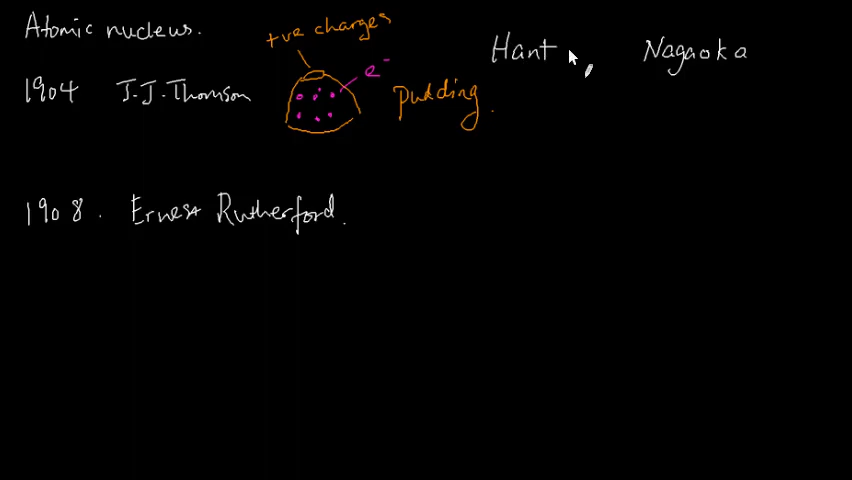 Atomic nucleus.
+ve charges
Hant, Nagaoka
1904 J.J. Thomson
e⁻
Pudding.
1908. Ernest Rutherford.